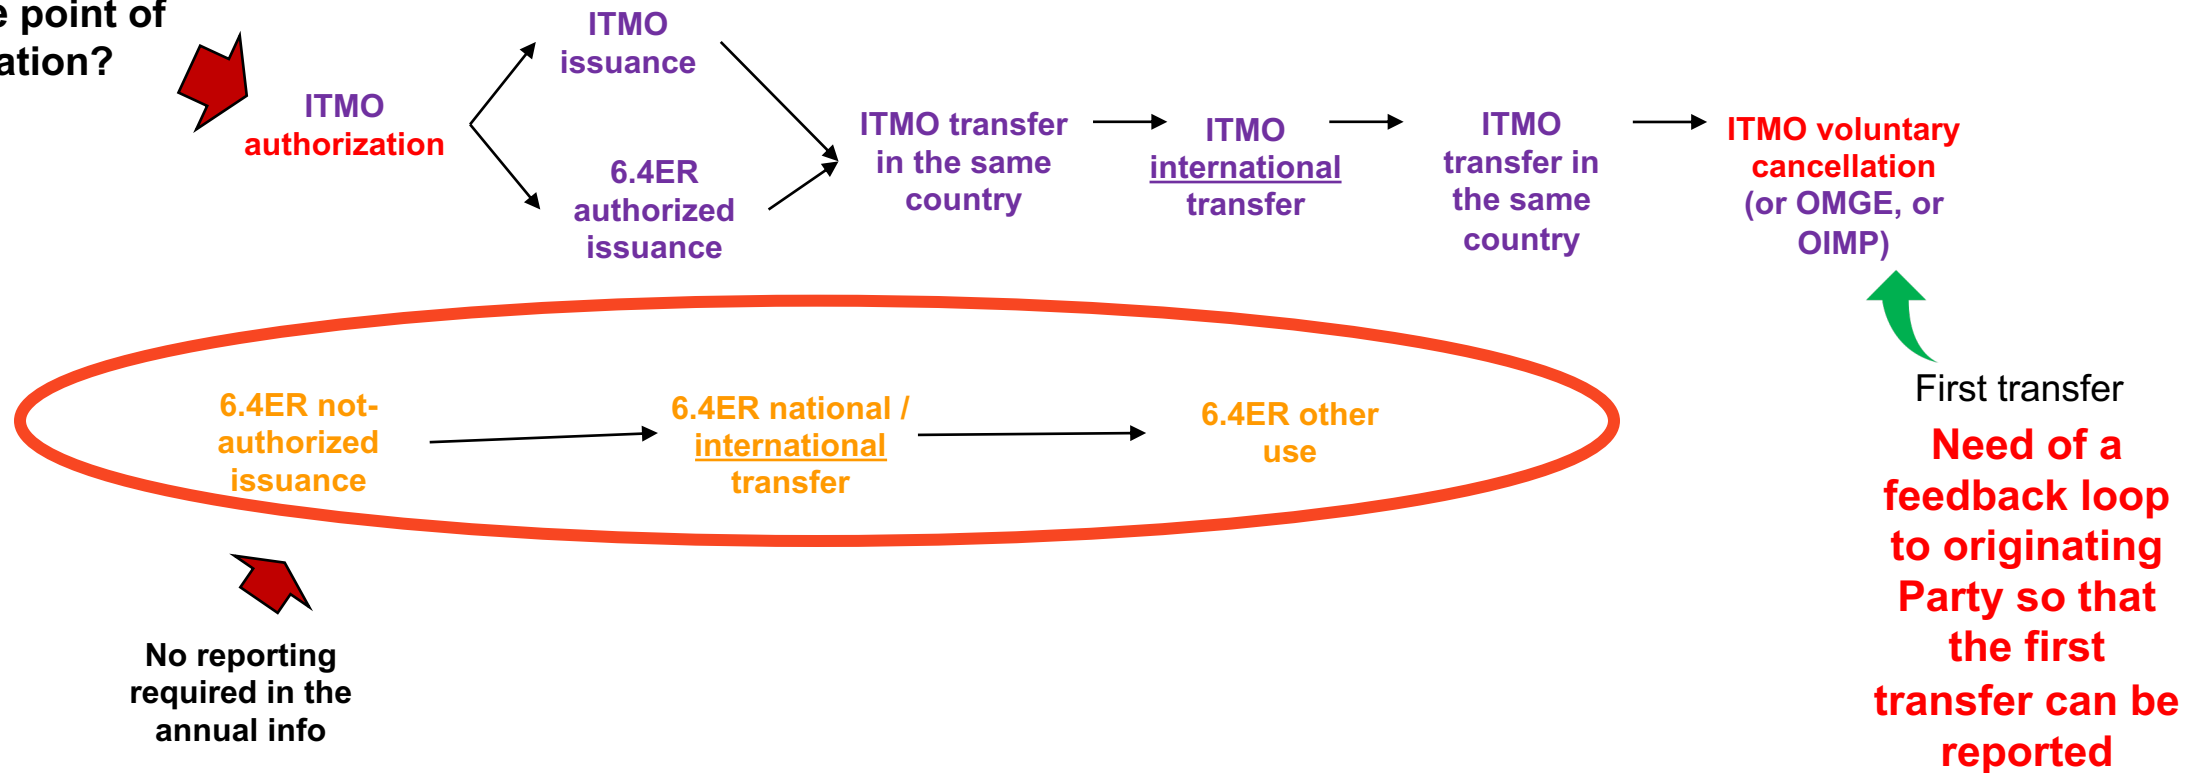 point of
ITMO
authorization
ITMO
issuance
6.4ER
authorized
issuance
ITMO transfer
in the same
country
ITMO
international
transfer
ITMO
transfer in
the same
country
ITMO voluntary
cancellation
(or OMGE, or
OIMP)
6.4ER not-
authorized
issuance
6.4ER national /
international
transfer
6.4ER other
use
First transfer
Need of a
feedback loop
to originating
Party so that
the first
transfer can be
reported
No reporting
required in the
annual info